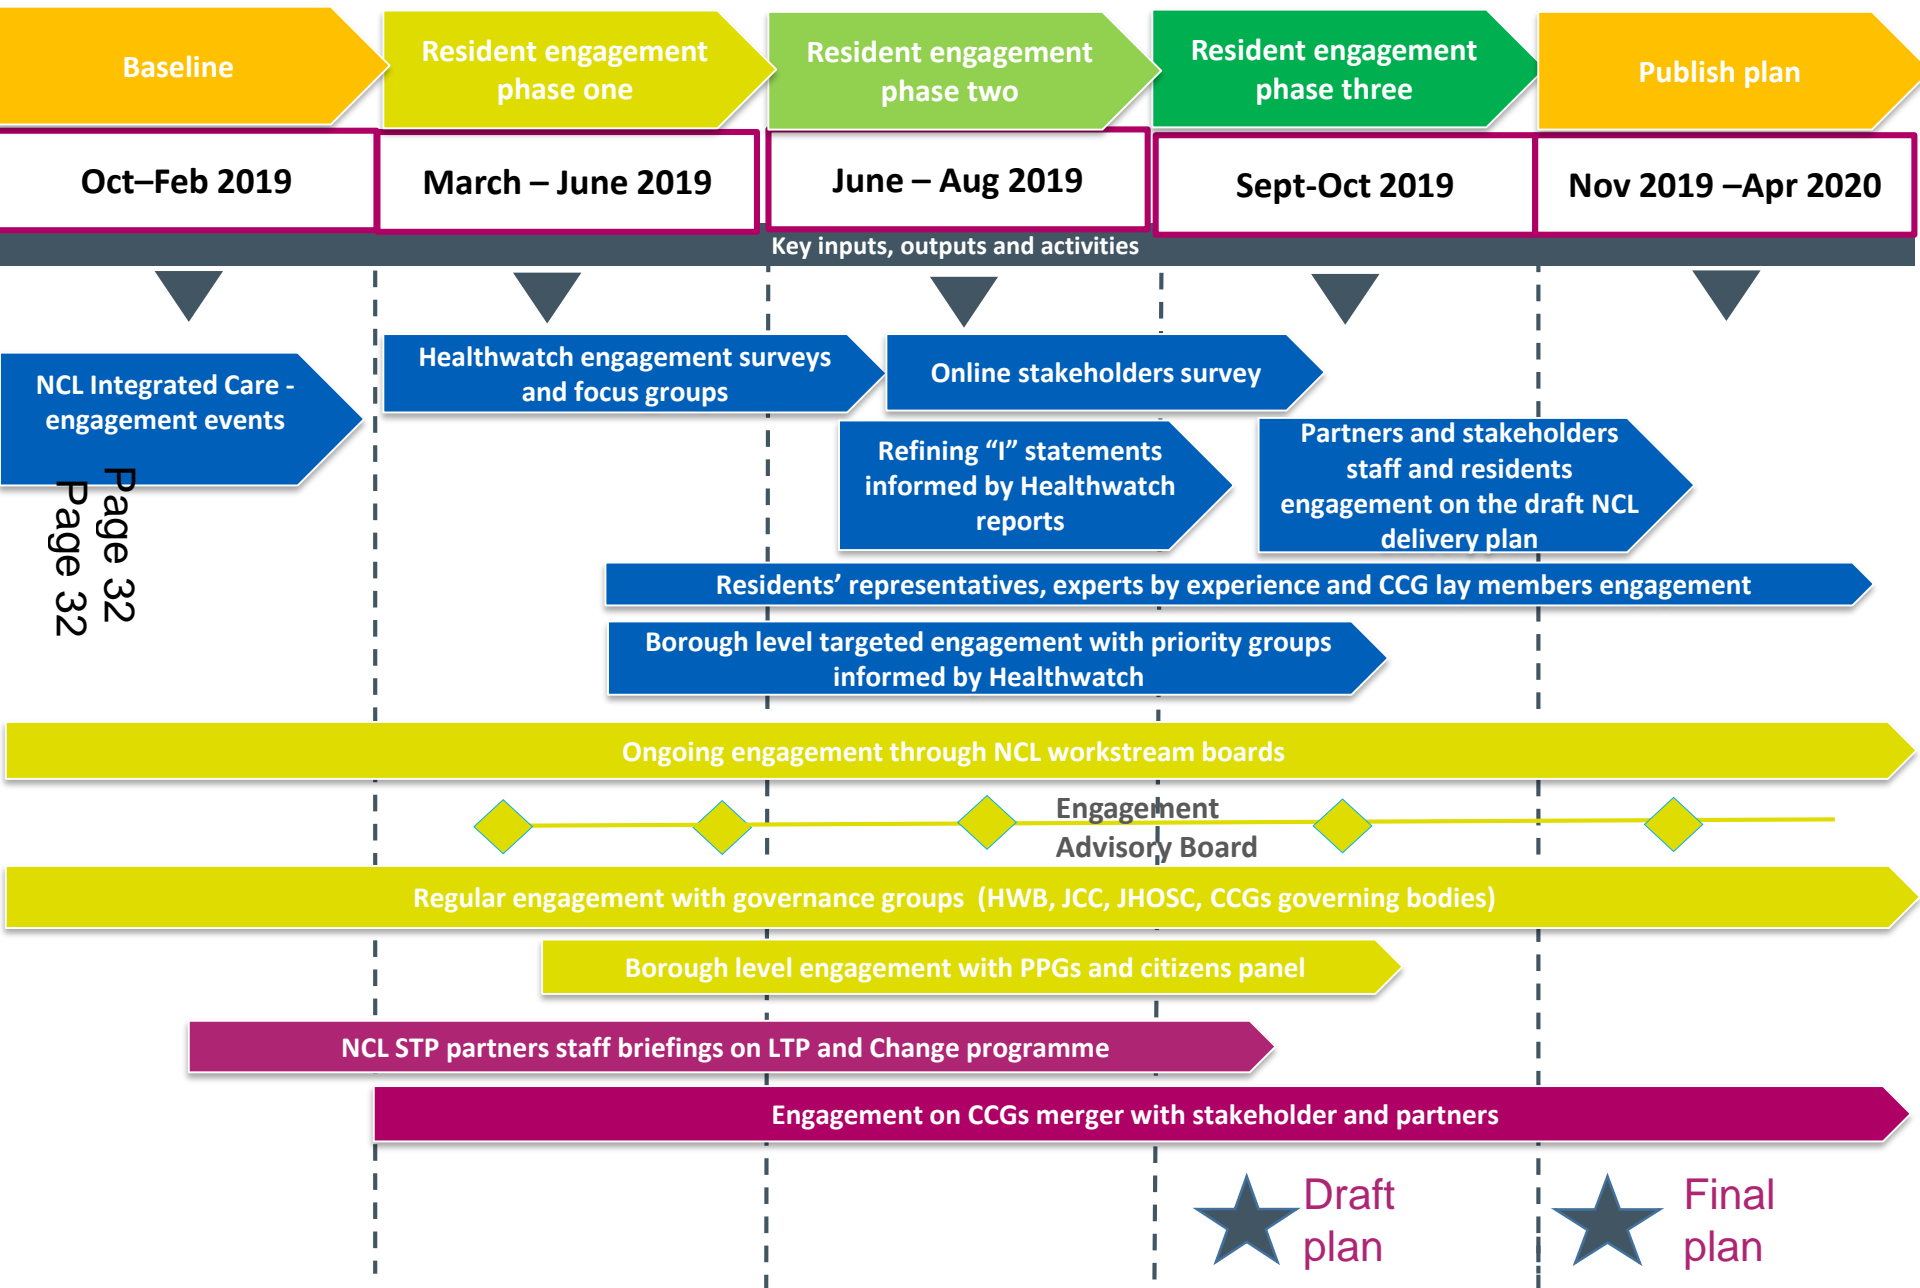 Baseline
Resident engagement
phase one
Resident engagement
phase two
Resident engagement
phase three
Publish plan
Oct–Feb 2019
March – June 2019
June – Aug 2019
Sept-Oct 2019
Nov 2019 –Apr 2020
Key inputs, outputs and activities
NCL Integrated Care -
engagement events
Healthwatch engagement surveys
and focus groups
Online stakeholders survey
Refining “I” statements
informed by Healthwatch
reports
Partners and stakeholders
staff and residents
engagement on the draft NCL
delivery plan
Page 32
Page 32
Residents’ representatives, experts by experience and CCG lay members engagement
Borough level targeted engagement with priority groups
informed by Healthwatch
Ongoing engagement through NCL workstream boards
Engagement
Advisory Board
Regular engagement with governance groups (HWB, JCC, JHOSC, CCGs governing bodies)
Borough level engagement with PPGs and citizens panel
NCL STP partners staff briefings on LTP and Change programme
Engagement on CCGs merger with stakeholder and partners
Draft
plan
Final
plan